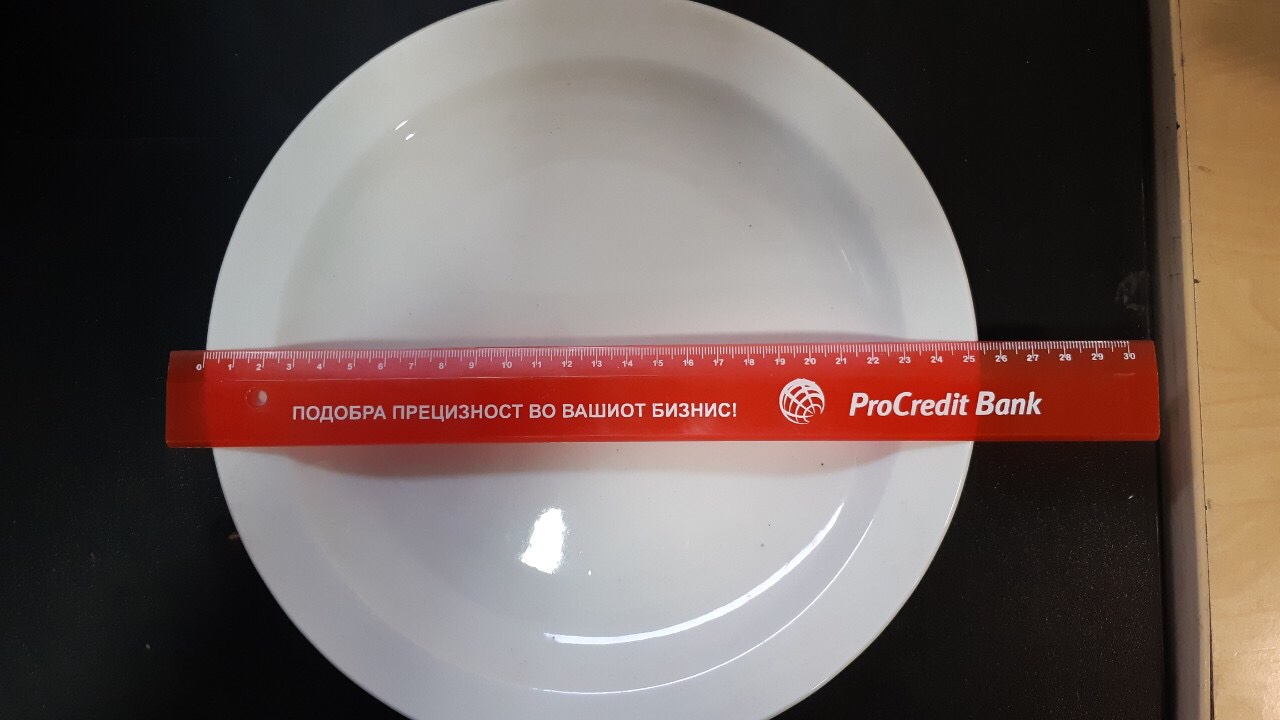 0 1 2 3 4 5 6 7 8 9 10 11 12 13 14 15 16 17 18 19 20 21 22 23 24 25 26 27 28 29 30
ПОДОБРА ПРЕЦИЗНОСТ ВО ВАШИОТ БИЗНИС! ProCredit Bank